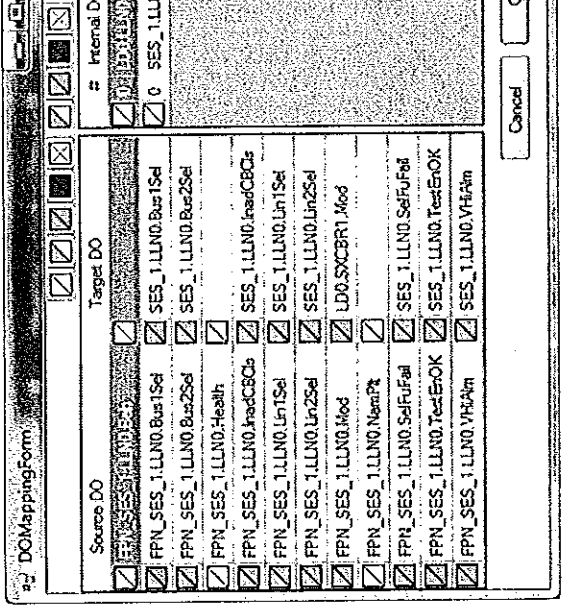 DOMappingForm
Source DO Target DO
# Internal D
FPN_SES_1.LLN0.Bus1Sel SES_1.LLN0.Bus1Sel
0 SES_1.LL
FPN_SES_1.LLN0.Bus2Sel SES_1.LLN0.Bus2Sel
FPN_SES_1.LLN0.Health
FPN_SES_1.LLN0.InadCBCls SES_1.LLN0.InadCBCls
FPN_SES_1.LLN0.Lin1Sel SES_1.LLN0.Lin1Sel
FPN_SES_1.LLN0.Lin2Sel SES_1.LLN0.Lin2Sel
FPN_SES_1.LLN0.Mod LD0.SXCBR1.Mod
FPN_SES_1.LLN0.NamPlt
FPN_SES_1.LLN0.SelFuFail SES_1.LLN0.SelFuFail
FPN_SES_1.LLN0.TestEnOK SES_1.LLN0.TestEnOK
FPN_SES_1.LLN0.VHiAlm SES_1.LLN0.VHiAlm
Cancel